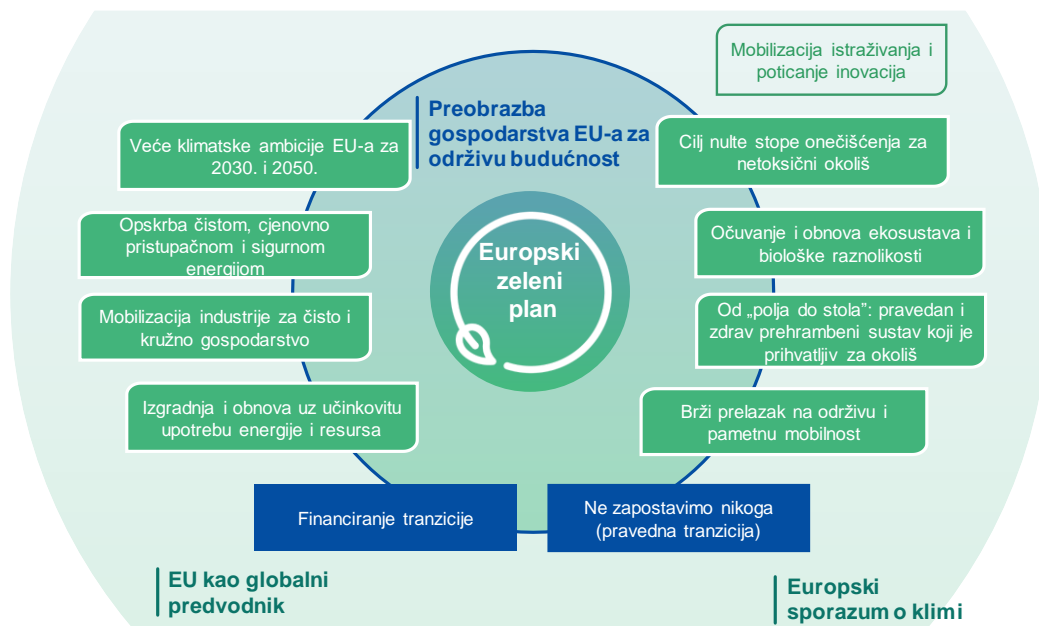 Mobilizacija istraživanja i
poticanje inovacija
Preobrazba
gospodarstva EU-a za
održivu budućnost
Veće klimatske ambicije EU-a za
2030. i 2050.
Cilj nulte stope onečišćenja za
netoksični okoliš
Opskrba čistom, cjenovno
pristupačnom i sigurnom
energijom
Očuvanje i obnova ekosustava i
biološke raznolikosti
Europski
zeleni
plan
Mobilizacija industrije za čisto i
kružno gospodarstvo
Od „polja do stola”: pravedan i
zdrav prehrambeni sustav koji je
prihvatljiv za okoliš
Izgradnja i obnova uz učinkovitu
upotrebu energije i resursa
Brži prelazak na održivu i
pametnu mobilnost
Financiranje tranzicije
Ne zapostavimo nikoga
(pravedna tranzicija)
EU kao globalni
predvodnik
Europski
sporazum o klimi